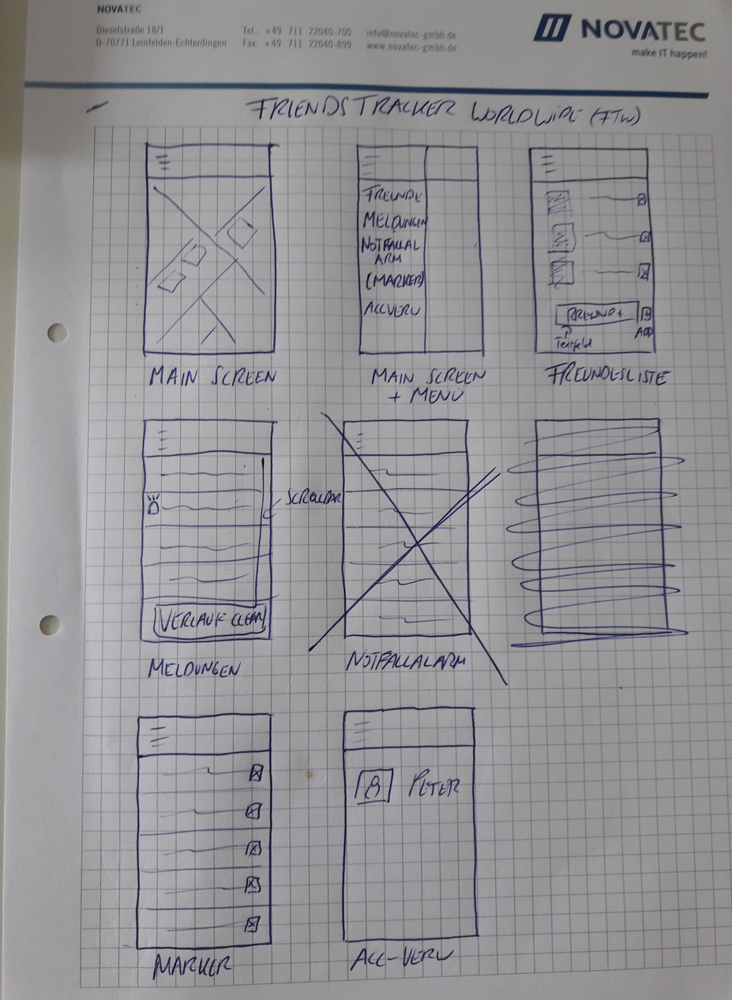 NOVATEC
Dieselstraße 18/1
D-70771 Leinfelden-Echterdingen
Tel.: +49 711 22040-700
Fax: +49 711 22040-899
info@novatec-gmbh.de
www.novatec-gmbh.de
NOVATEC
make IT happen!
FRIENDSTRACKER WORLDWIDE (FTW)
FREUNDE
MELDUNGEN
NOTFALLAL
ARM
(MARKER)
ACCVERW
FREUND +
Textfeld
ADD
MAIN SCREEN
MAIN SCREEN
+ MENÜ
FREUNDESLISTE
SCROLLBAR
VERLAUF CLEAN
MELDUNGEN
NOTFALLALARM
PETER
MARKER
ACC-VERW